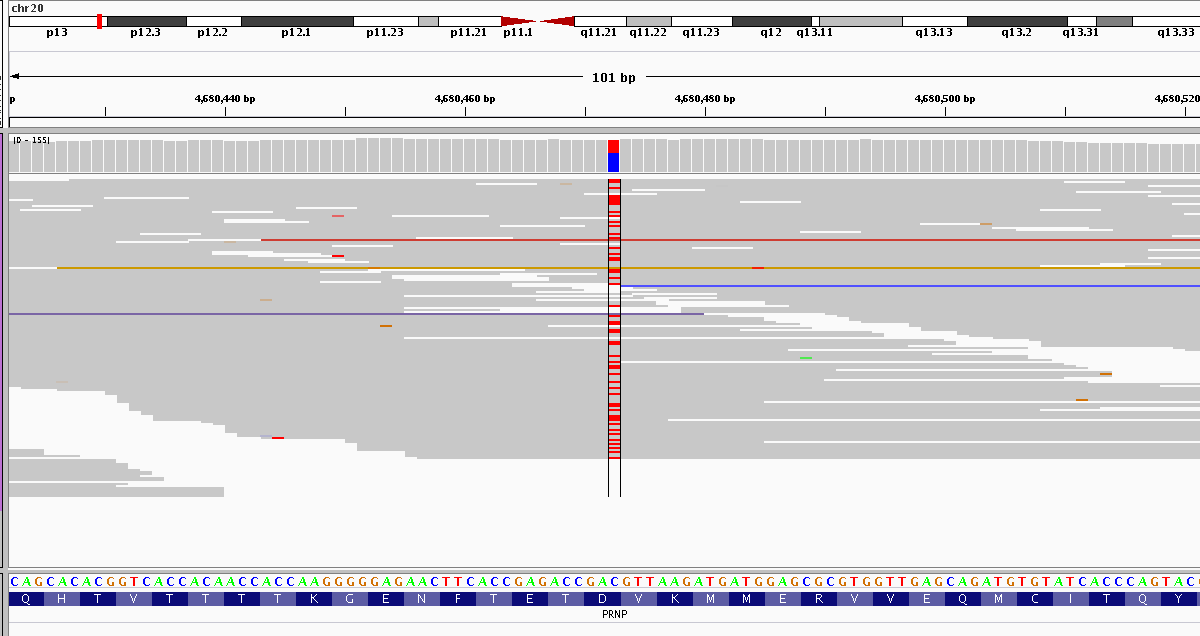 chr20
p13 p12.3 p12.2 p12.1 p11.23 p11.21 p11.1 q11.21 q11.22 q11.23 q12 q13.11 q13.13 q13.2 q13.31 q13.33
101 bp
p 4,680,440 bp 4,680,460 bp 4,680,480 bp 4,680,500 bp 4,680,520
[0 - 155]
CAGCACACGGTCACCACAACCACCAAGGGGGAGAACTTCACCGAGACCGACGTTAAGATGATGGAGCGCGTGGTTGAGCAGATGTGTATCACCCAGTAC
Q H T V T T T T K G E N F T E T D V K M M E R V V E Q M C I T Q Y
PRNP